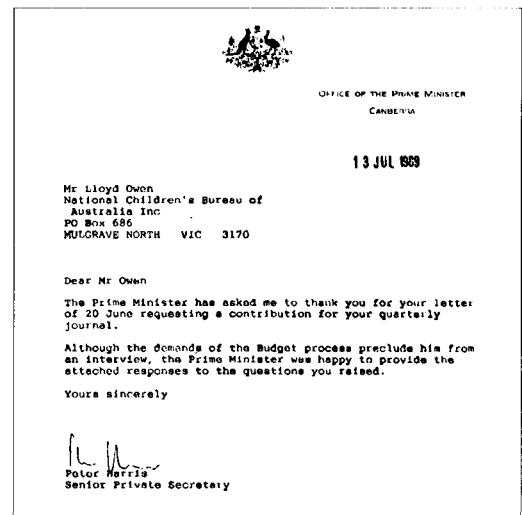 OFFICE OF THE PRIME MINISTER
CANBERRA
13 JUL 1989
Mr Lloyd Owen
National Children's Bureau of
Australia Inc
PO Box 686
MULGRAVE NORTH VIC 3170
Dear Mr Owen
The Prime Minister has asked me to thank you for your letter
of 20 June requesting a contribution for your quarterly
journal.
Although the demands of the Budget process preclude him from
an interview, the Prime Minister was happy to provide the
attached responses to the questions you raised.
Yours sincerely
Peter Harris
Senior Private Secretary